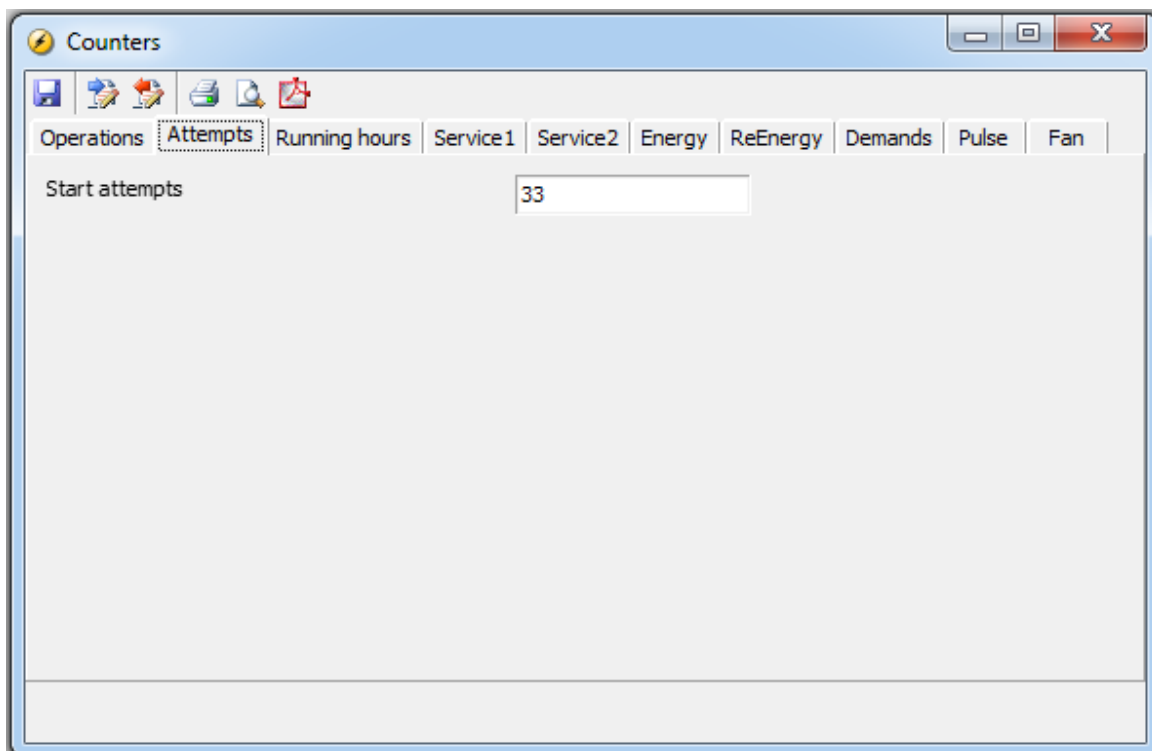 Counters
Operations Attempts Running hours Service1 Service2 Energy ReEnergy Demands Pulse Fan
Start attempts 33